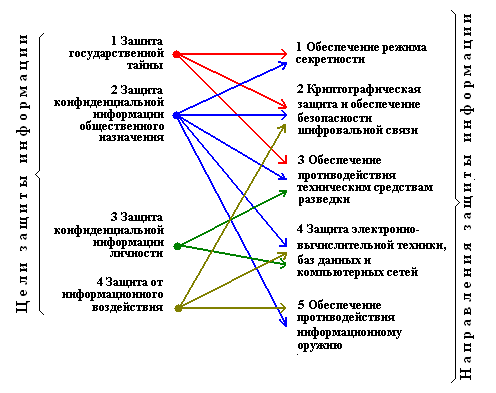 Цели защиты информации
1 Защита
государственной
тайны
2 Защита
конфиденциальной
информации
общественного
назначения
3 Защита
конфиденциальной
информации
личности
4 Защита от
информационного
воздействия
1 Обеспечение режима
секретности
2 Криптографическая
защита и обеспечение
безопасности
шифровальной связи
3 Обеспечение
противодействия
техническим средствам
разведки
4 Защита электронно-
вычислительной техники,
баз данных и
компьютерных сетей
5 Обеспечение
противодействия
информационному
оружию
Направления защиты информации